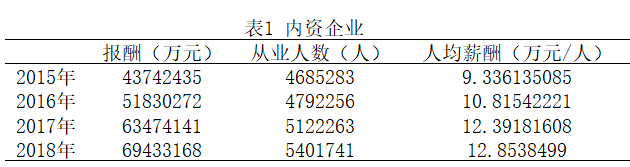 表1 内资企业
报酬（万元） 从业人数（人） 人均薪酬（万元/人）
2015年 43742435 4685283 9.336135085
2016年 51830272 4792256 10.81542221
2017年 63474141 5122263 12.39181608
2018年 69433168 5401741 12.8538499